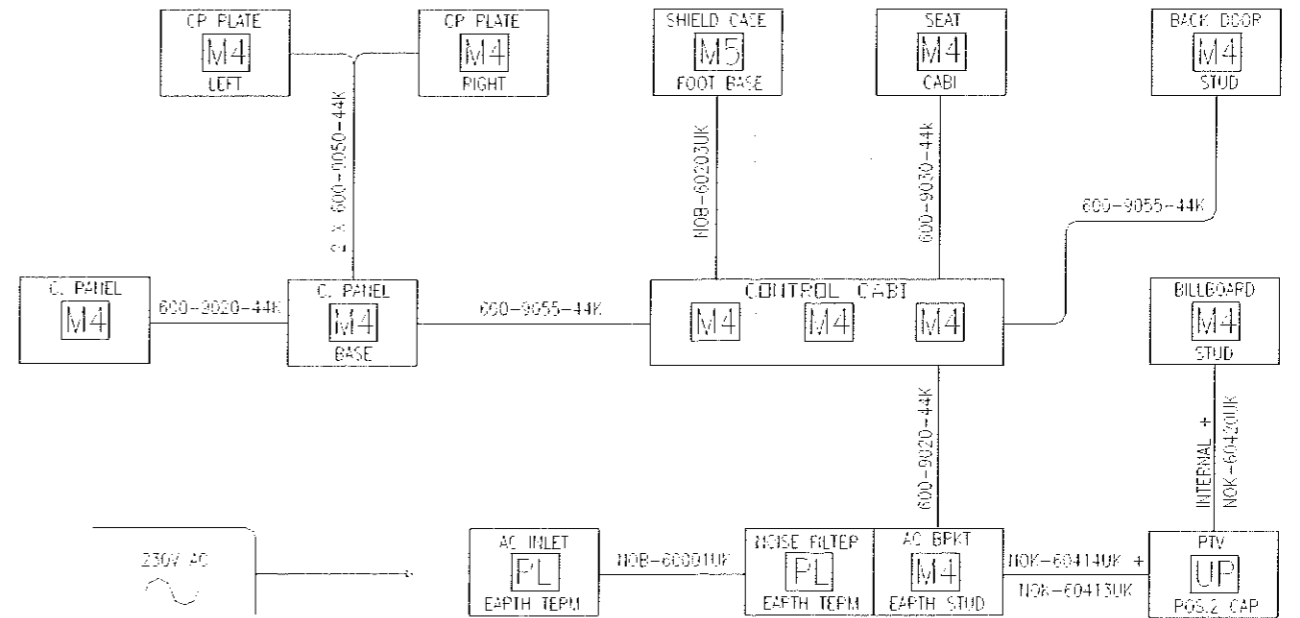 CP PLATE
M4
LEFT
CP PLATE
M4
RIGHT
SHIELD CASE
M5
FOOT BASE
SEAT
M4
CABI
BACK DOOR
M4
STUD
2 X 600-9050-44K
NOB-60203UK
600-9030-44K
600-9055-44K
C. PANEL
M4
600-9020-44K
C. PANEL
M4
BASE
600-9055-44K
CONTROL CABI
M4
M4
M4
BILLBOARD
M4
STUD
600-9020-44K
INTERNAL +
NOK-60420UK
230V AC
AC INLET
PL
EARTH TERM
NOB-60001UK
NOISE FILTER
PL
EARTH TERM
AC BRKT
M4
EARTH STUD
NOK-60414UK +
NOK-60413UK
PTV
UP
POS.2 CAP